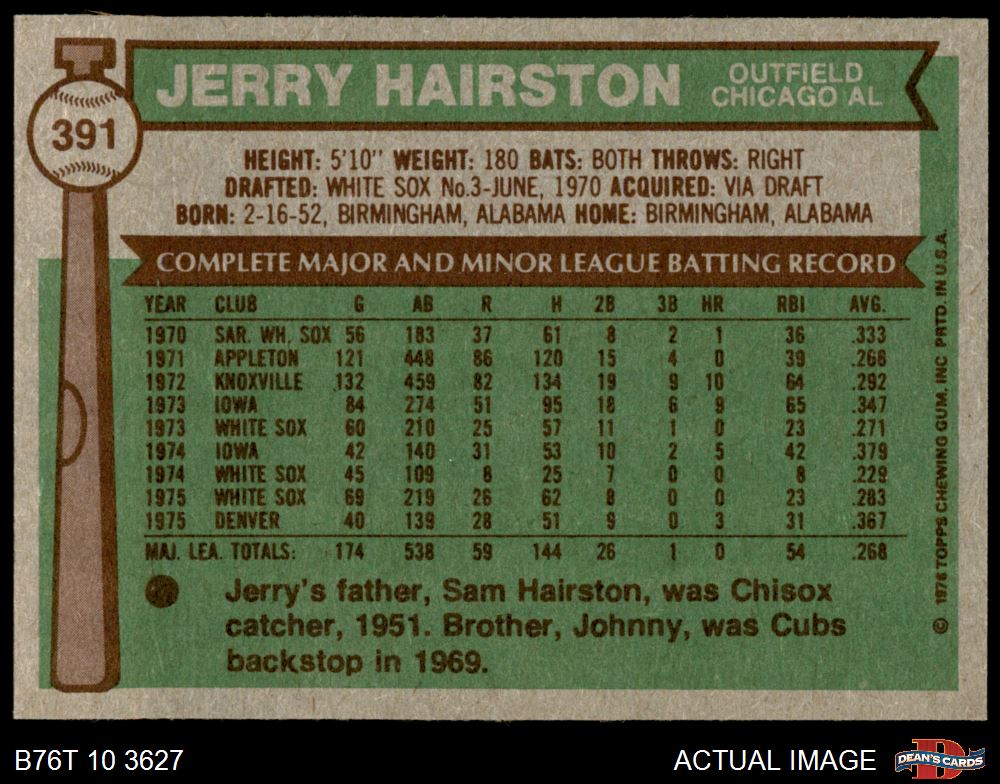 391
JERRY HAIRSTON
OUTFIELD
CHICAGO AL
HEIGHT: 5'10" WEIGHT: 180 BATS: BOTH THROWS: RIGHT
DRAFTED: WHITE SOX No.3-JUNE, 1970 ACQUIRED: VIA DRAFT
BORN: 2-16-52, BIRMINGHAM, ALABAMA HOME: BIRMINGHAM, ALABAMA
COMPLETE MAJOR AND MINOR LEAGUE BATTING RECORD
YEAR CLUB G AB R H 2B 3B HR RBI AVG.
1970 SAR. WH. SOX 56 183 37 61 8 2 1 36 .333
1971 APPLETON 121 448 86 120 15 4 0 39 .268
1972 KNOXVILLE 132 459 82 134 19 9 10 64 .292
1973 IOWA 84 274 51 95 18 6 9 65 .347
1973 WHITE SOX 60 210 25 57 11 1 0 23 .271
1974 IOWA 42 140 31 53 10 2 5 42 .379
1974 WHITE SOX 45 109 8 25 7 0 0 8 .229
1975 WHITE SOX 69 219 26 62 8 0 0 23 .283
1975 DENVER 40 139 28 51 9 0 3 31 .367
MAJ. LEA. TOTALS: 174 538 59 144 26 1 0 54 .268
Jerry's father, Sam Hairston, was Chisox
catcher, 1951. Brother, Johnny, was Cubs
backstop in 1969.
© 1976 TOPPS CHEWING GUM, INC PRTD. IN U.S.A.
B76T 10 3627
ACTUAL IMAGE
DEAN'S CARDS